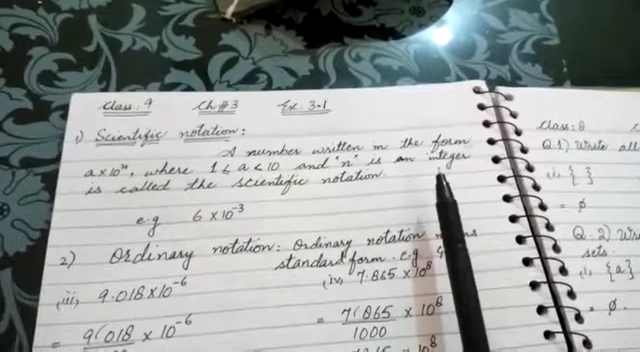 Class: 9 Ch #3 Ex: 3.1
1) Scientific notation:
A number written in the form
a×10ⁿ, where 1 ≤ a < 10 and "n" is an integer
is called the scientific notation.
e.g 6 × 10⁻³
2) Ordinary notation: Ordinary notation
standard form. e.g.
(iii) 9.018×10⁻⁶ (iv) 7.865 × 10⁸
= 9(018 × 10⁻⁶ = 7(865 × 10⁸
1000
Class: 8
Q.1) Write all
(i, { }
= ø
Q.2)
sets.
(i, {a}
= ø.